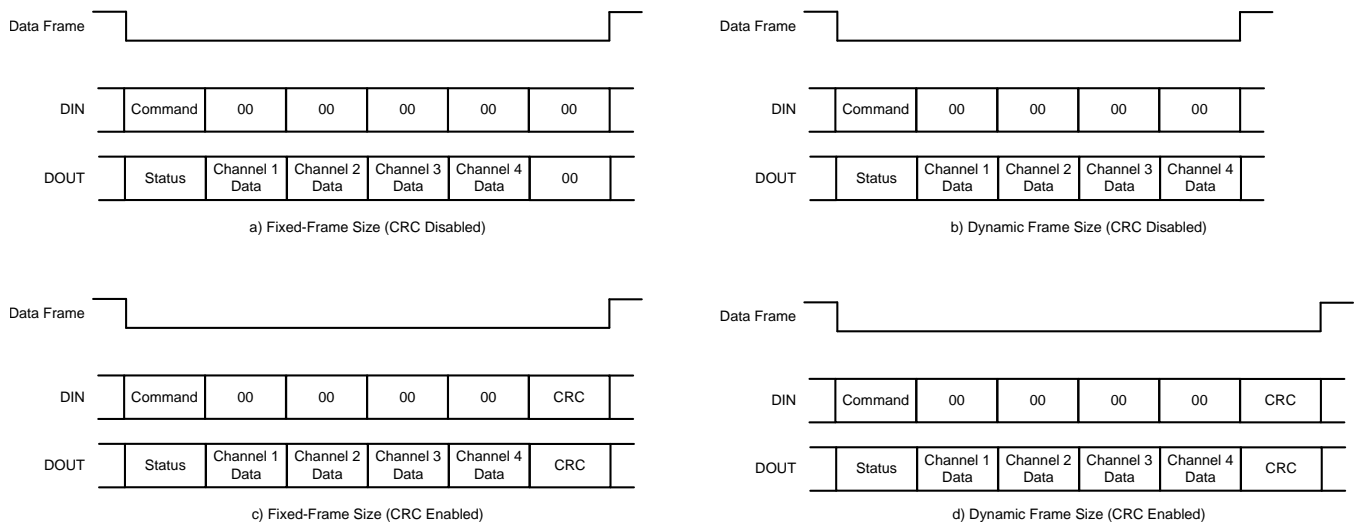 Data Frame
DIN Command 00 00 00 00 00
DOUT Status Channel 1 Data Channel 2 Data Channel 3 Data Channel 4 Data 00
a) Fixed-Frame Size (CRC Disabled)
Data Frame
DIN Command 00 00 00 00
DOUT Status Channel 1 Data Channel 2 Data Channel 3 Data Channel 4 Data
b) Dynamic Frame Size (CRC Disabled)
Data Frame
DIN Command 00 00 00 00 CRC
DOUT Status Channel 1 Data Channel 2 Data Channel 3 Data Channel 4 Data CRC
c) Fixed-Frame Size (CRC Enabled)
Data Frame
DIN Command 00 00 00 00 CRC
DOUT Status Channel 1 Data Channel 2 Data Channel 3 Data Channel 4 Data CRC
d) Dynamic Frame Size (CRC Enabled)